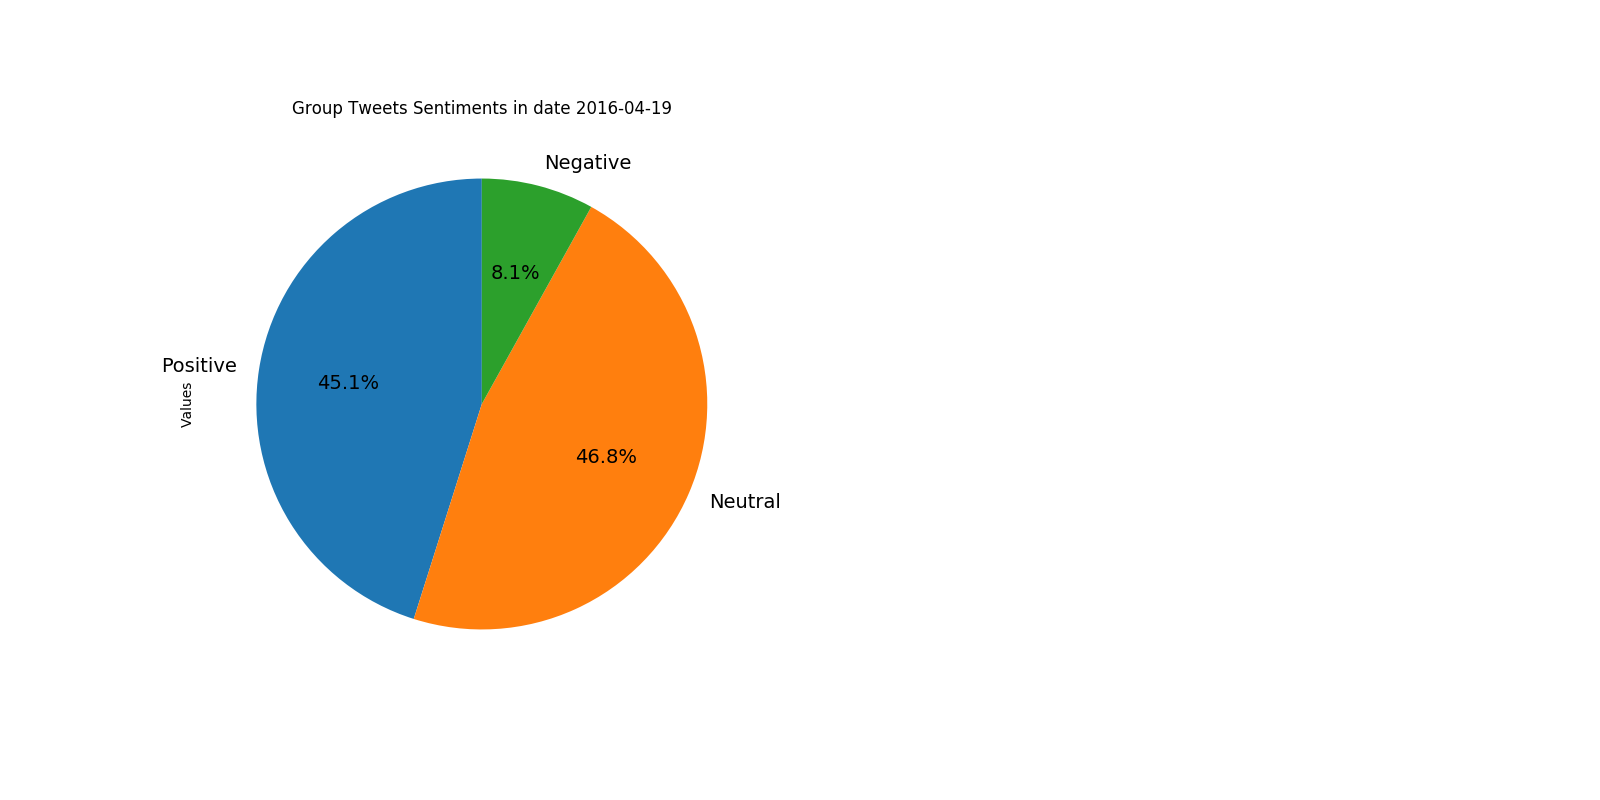 Group Tweets Sentiments in date 2016-04-19
Negative
8.1%
Positive
45.1%
Values
46.8%
Neutral